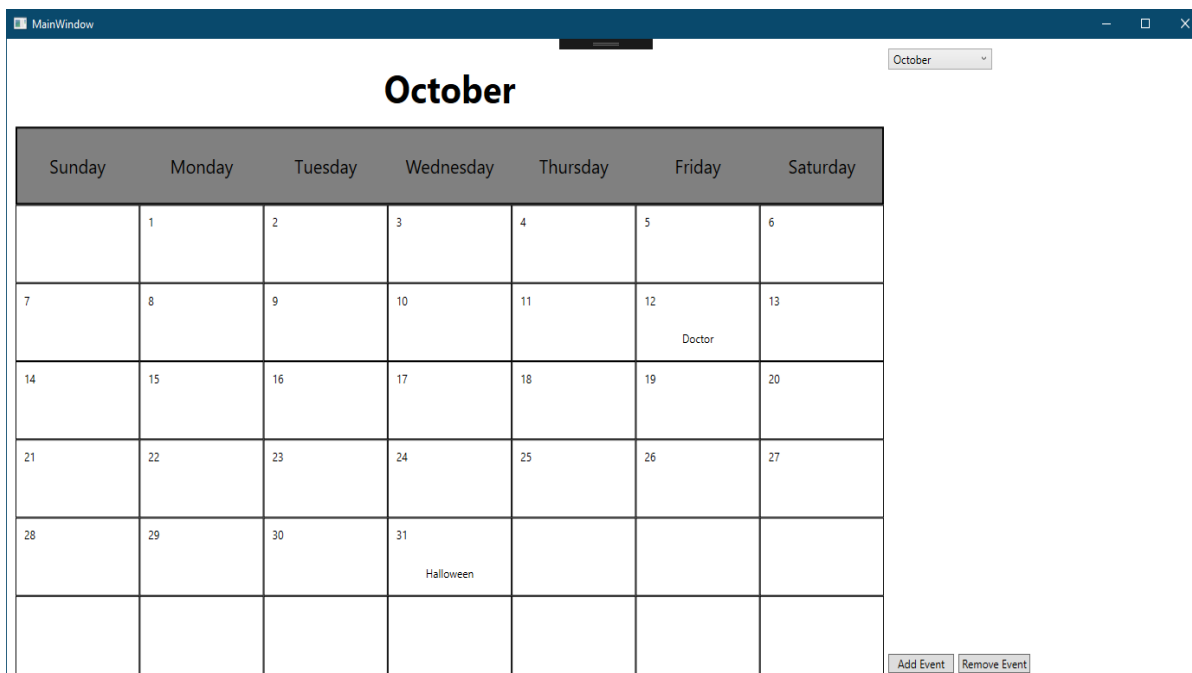 MainWindow
October
October
Sunday Monday Tuesday Wednesday Thursday Friday Saturday
1 2 3 4 5 6
7 8 9 10 11 12 13
Doctor
14 15 16 17 18 19 20
21 22 23 24 25 26 27
28 29 30 31
Halloween
Add Event Remove Event